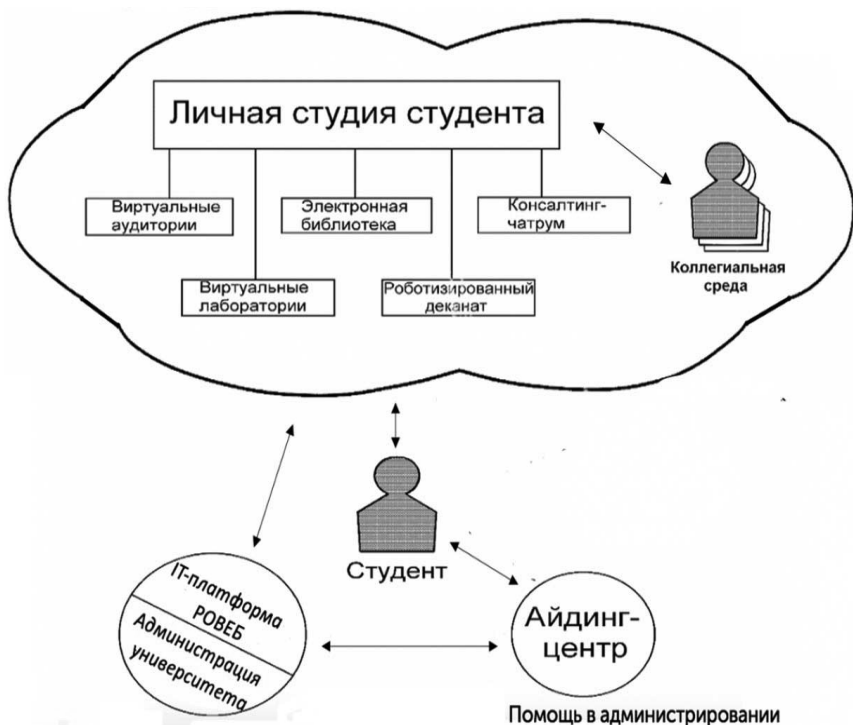 Личная студия студента
Виртуальные
аудитории
Электронная
библиотека
Консалтинг-
чатрум
Виртуальные
лаборатории
Роботизированный
деканат
Коллегиальная
среда
Студент
IT-платформа
РОВЕБ
Администрация
университета
Айдинг-
центр
Помощь в администрировании